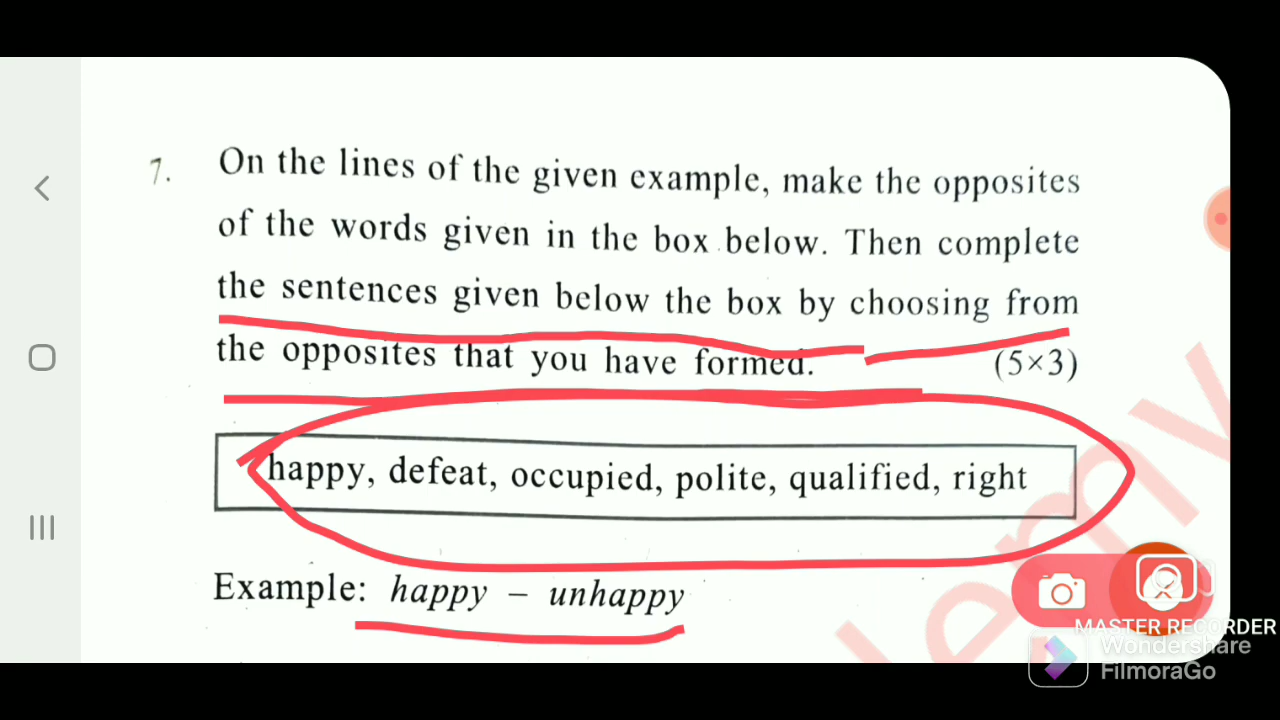 7. On the lines of the given example, make the opposites
of the words given in the box below. Then complete
the sentences given below the box by choosing from
the opposites that you have formed. (5×3)
happy, defeat, occupied, polite, qualified, right
Example: happy – unhappy
MASTER RECORDER
Wondershare
FilmoraGo